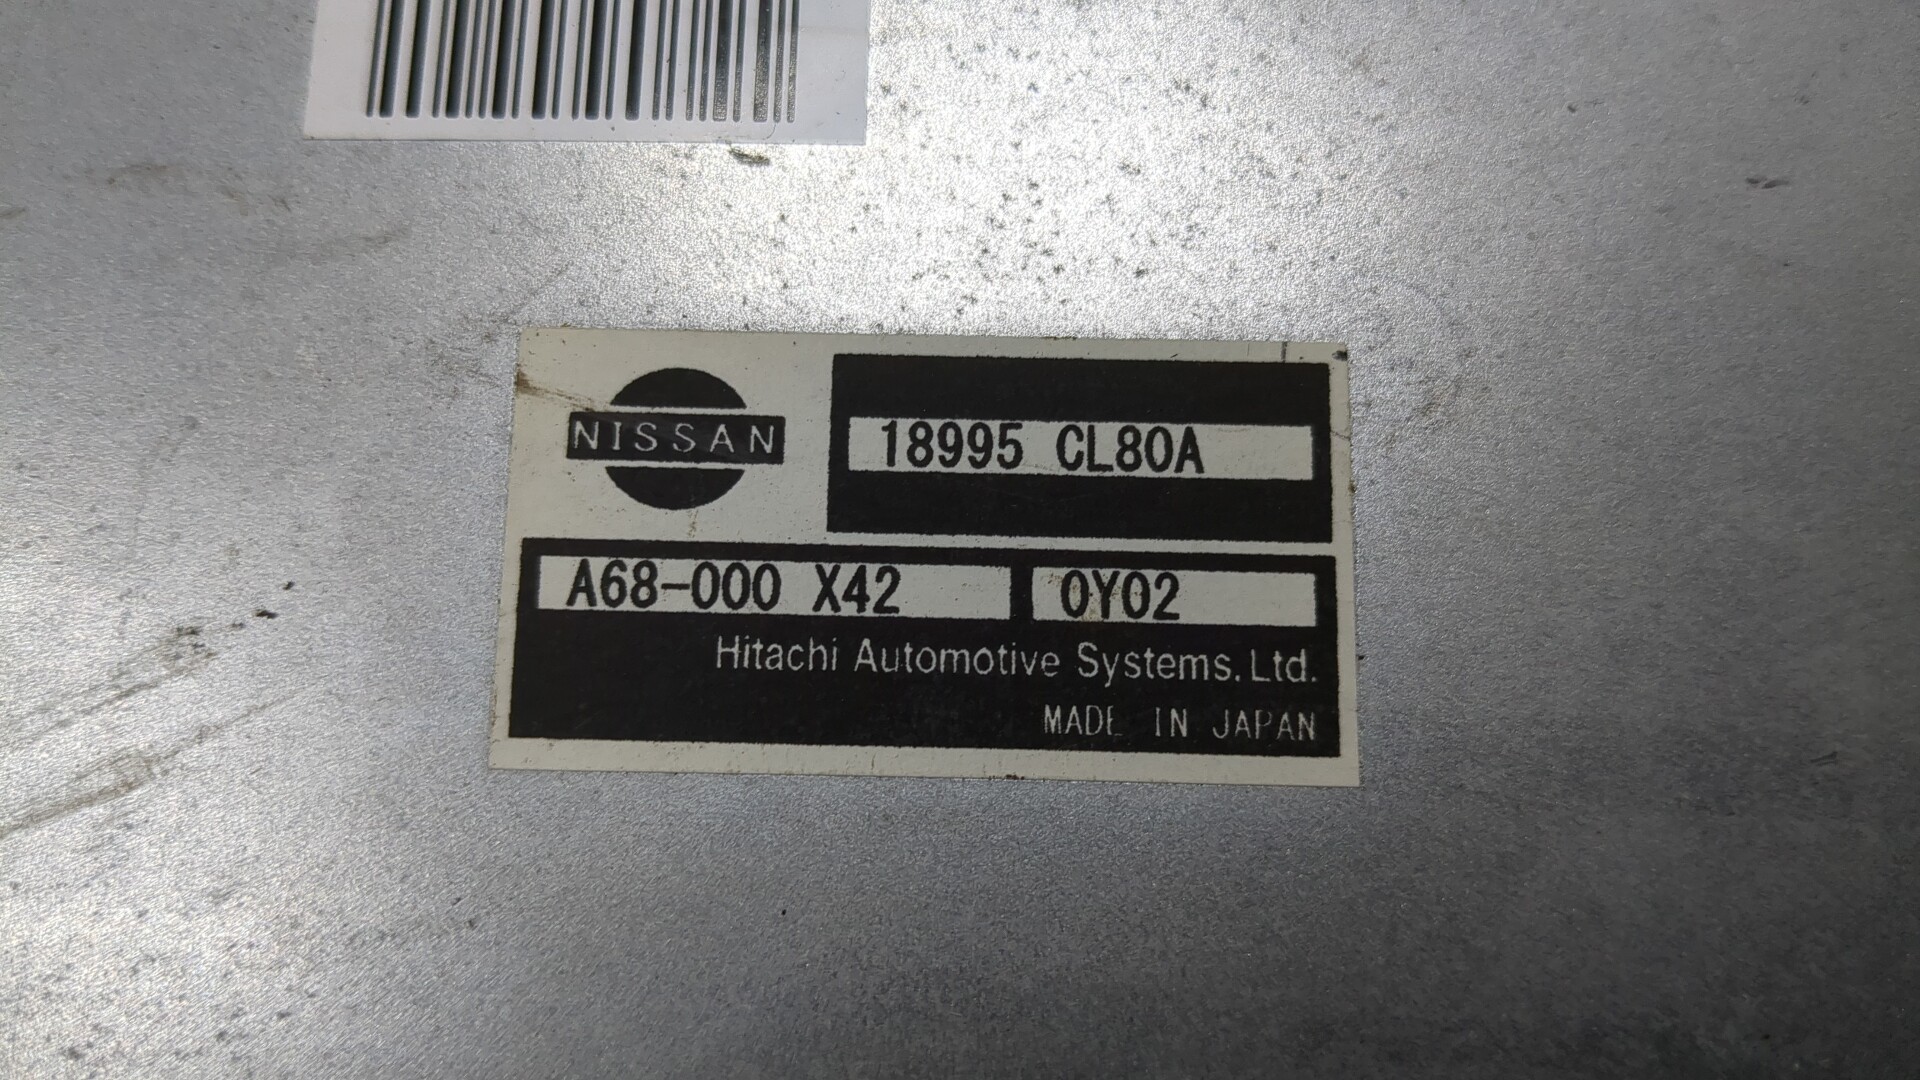 NISSAN
18995 CL80A
A68-000 X42
0Y02
Hitachi Automotive Systems. Ltd.
MADE IN JAPAN